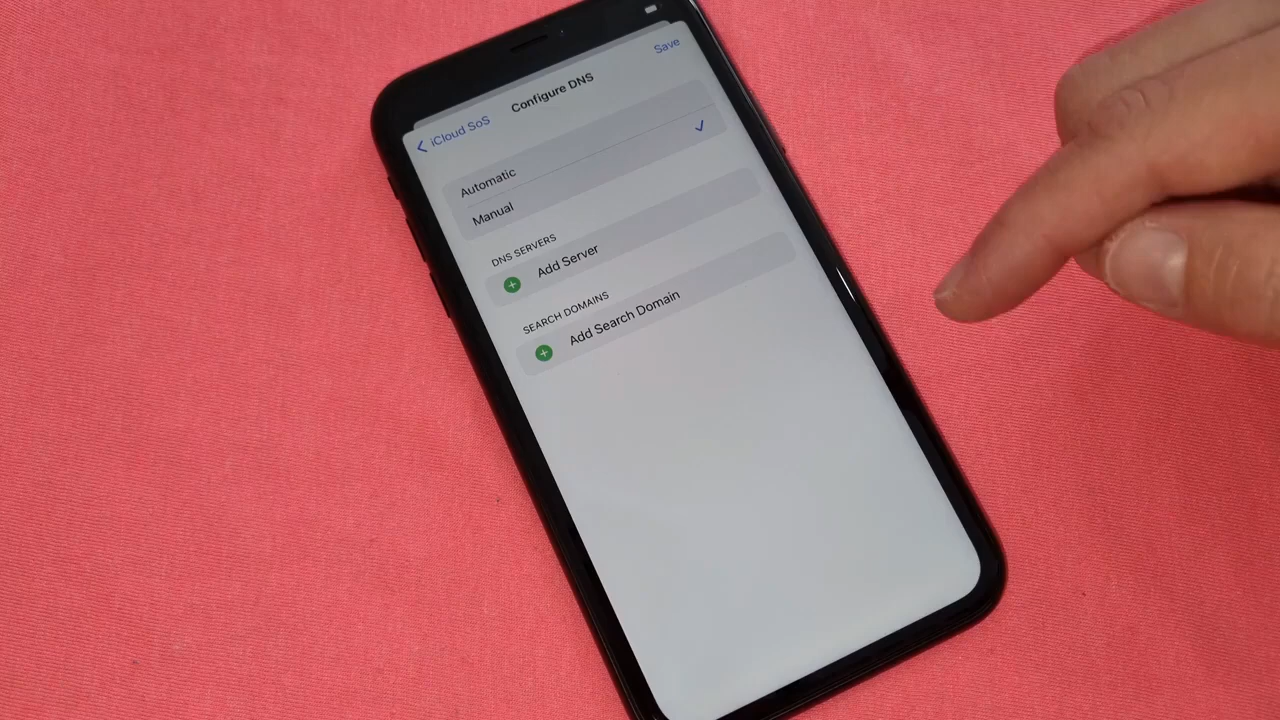 Save
Configure DNS
iCloud SoS
Automatic
Manual
DNS SERVERS
Add Server
SEARCH DOMAINS
Add Search Domain